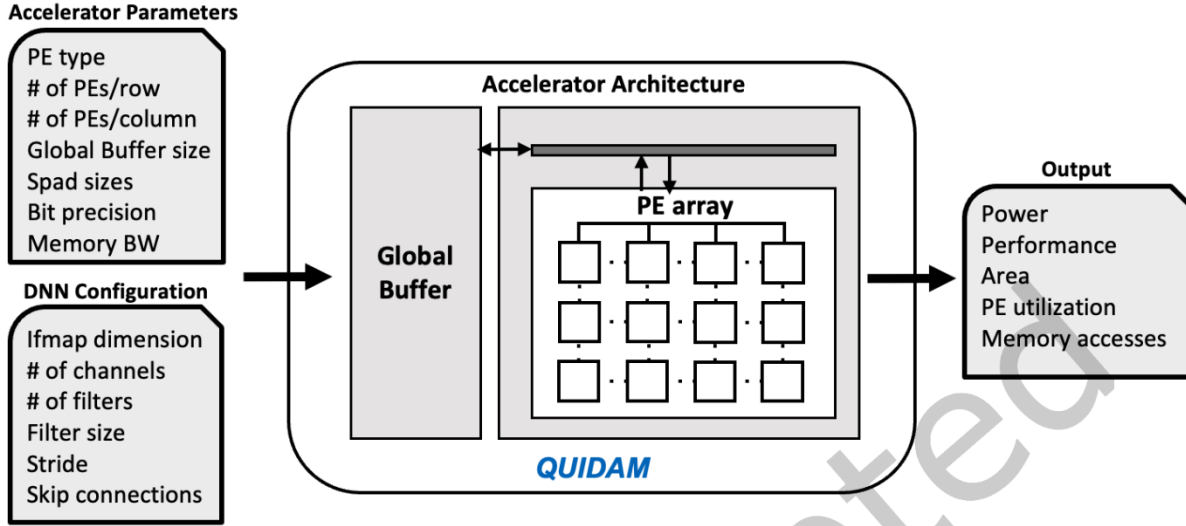 Accelerator Parameters
PE type
# of PEs/row
# of PEs/column
Global Buffer size
Spad sizes
Bit precision
Memory BW
DNN Configuration
Ifmap dimension
# of channels
# of filters
Filter size
Stride
Skip connections
Accelerator Architecture
Global
Buffer
PE array
QUIDAM
Output
Power
Performance
Area
PE utilization
Memory accesses